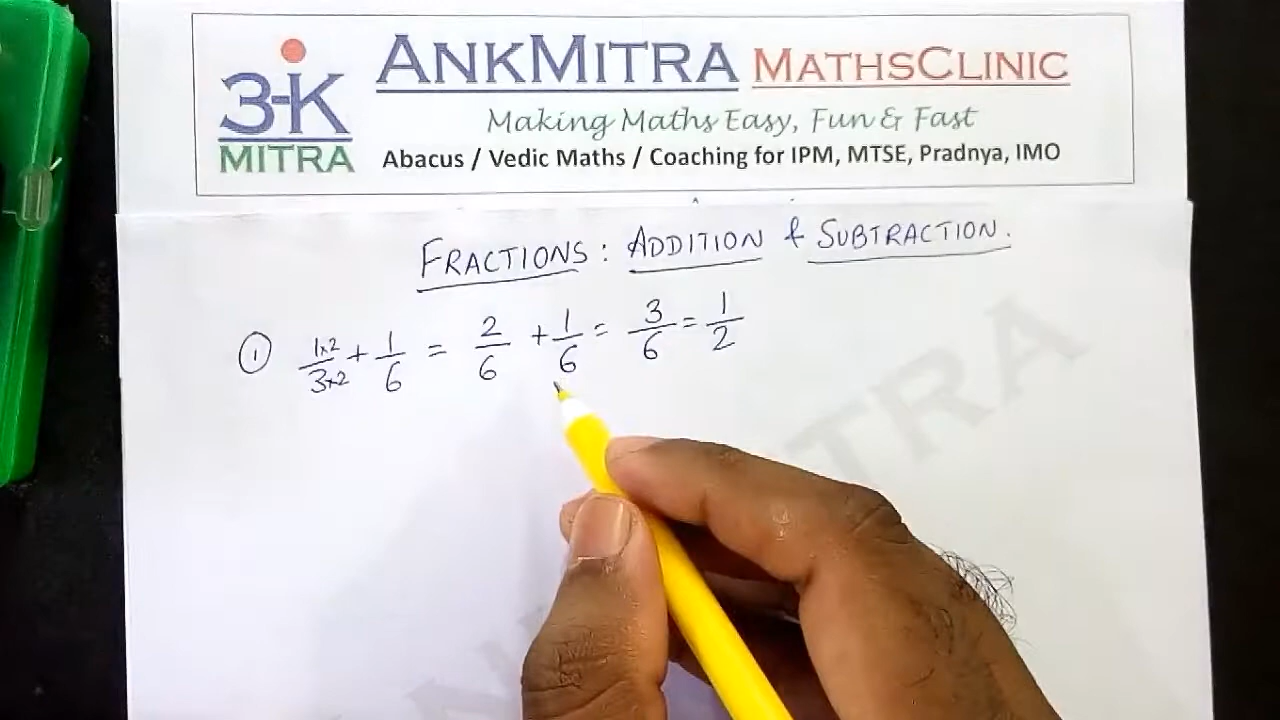 3-K
MITRA
ANKMITRA MATHSCLINIC
Making Maths Easy, Fun & Fast
Abacus / Vedic Maths / Coaching for IPM, MTSE, Pradnya, IMO
FRACTIONS : ADDITION & SUBTRACTION.
① 1×2/3×2 + 1/6 = 2/6 + 1/6 = 3/6 = 1/2
ITRA